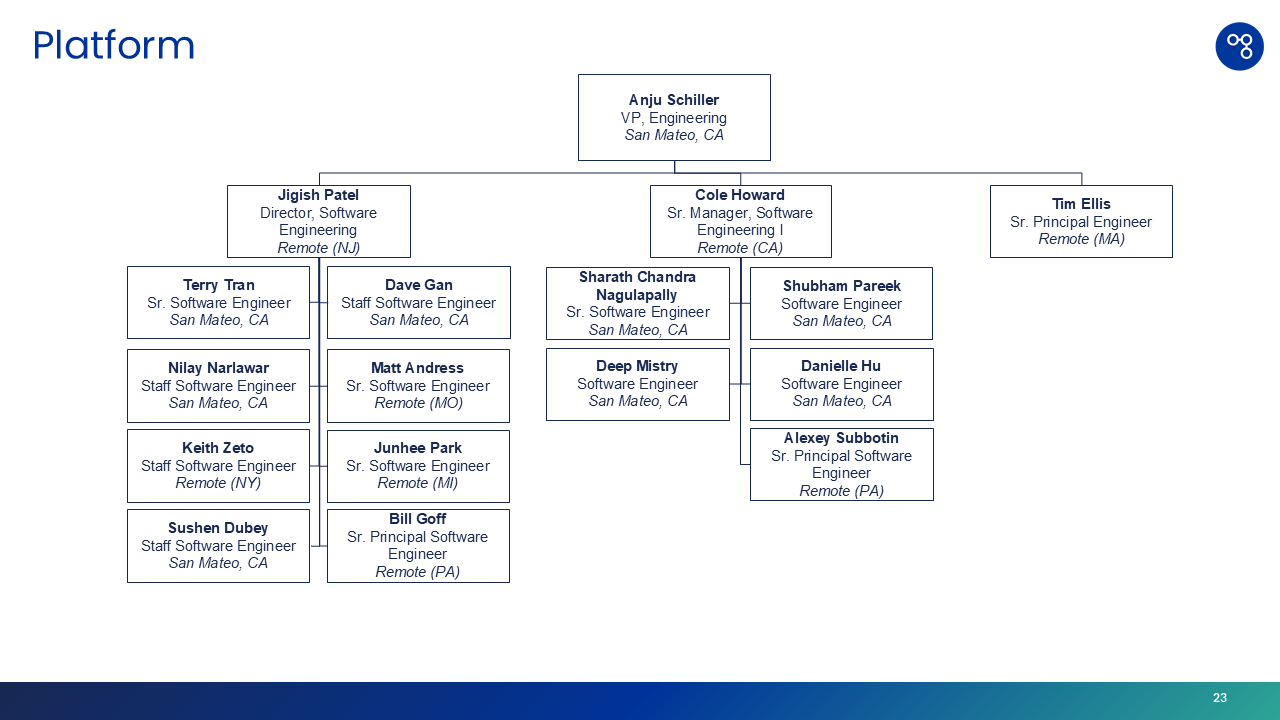 Platform
Anju Schiller
VP, Engineering
San Mateo, CA
Jigish Patel
Director, Software
Engineering
Remote (NJ)
Cole Howard
Sr. Manager, Software
Engineering I
Remote (CA)
Tim Ellis
Sr. Principal Engineer
Remote (MA)
Terry Tran
Sr. Software Engineer
San Mateo, CA
Dave Gan
Staff Software Engineer
San Mateo, CA
Nilay Narlawar
Staff Software Engineer
San Mateo, CA
Matt Andress
Sr. Software Engineer
Remote (MO)
Keith Zeto
Staff Software Engineer
Remote (NY)
Junhee Park
Sr. Software Engineer
Remote (MI)
Sushen Dubey
Staff Software Engineer
San Mateo, CA
Bill Goff
Sr. Principal Software
Engineer
Remote (PA)
Sharath Chandra
Nagulapally
Sr. Software Engineer
San Mateo, CA
Shubham Pareek
Software Engineer
San Mateo, CA
Deep Mistry
Software Engineer
San Mateo, CA
Danielle Hu
Software Engineer
San Mateo, CA
Alexey Subbotin
Sr. Principal Software
Engineer
Remote (PA)
23